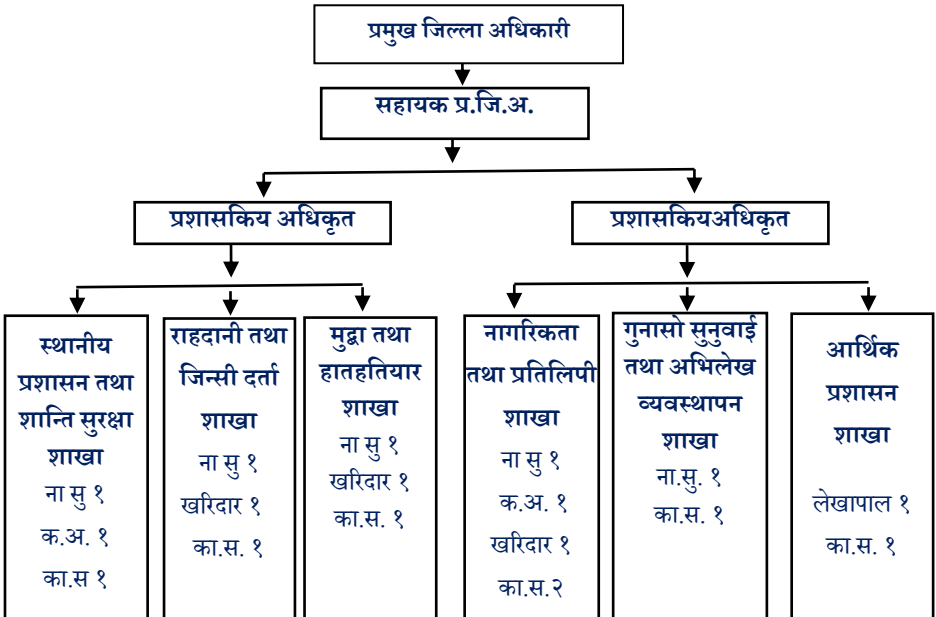 प्रमुख जिल्ला अधिकारी
सहायक प्र.जि.अ.
प्रशासकिय अधिकृत
प्रशासकियअधिकृत
स्थानीय
प्रशासन तथा
शान्ति सुरक्षा
शाखा
ना सु १
क.अ. १
का.स १
राहदानी तथा
जिन्सी दर्ता
शाखा
ना सु १
खरिदार १
का.स. १
मुद्दा तथा
हातहतियार
शाखा
ना सु १
खरिदार १
का.स. १
नागरिकता
तथा प्रतिलिपी
शाखा
ना सु १
क.अ. १
खरिदार १
का.स.२
गुनासो सुनुवाई
तथा अभिलेख
व्यवस्थापन
शाखा
ना.सु. १
का.स. १
आर्थिक
प्रशासन
शाखा
लेखापाल १
का.स. १